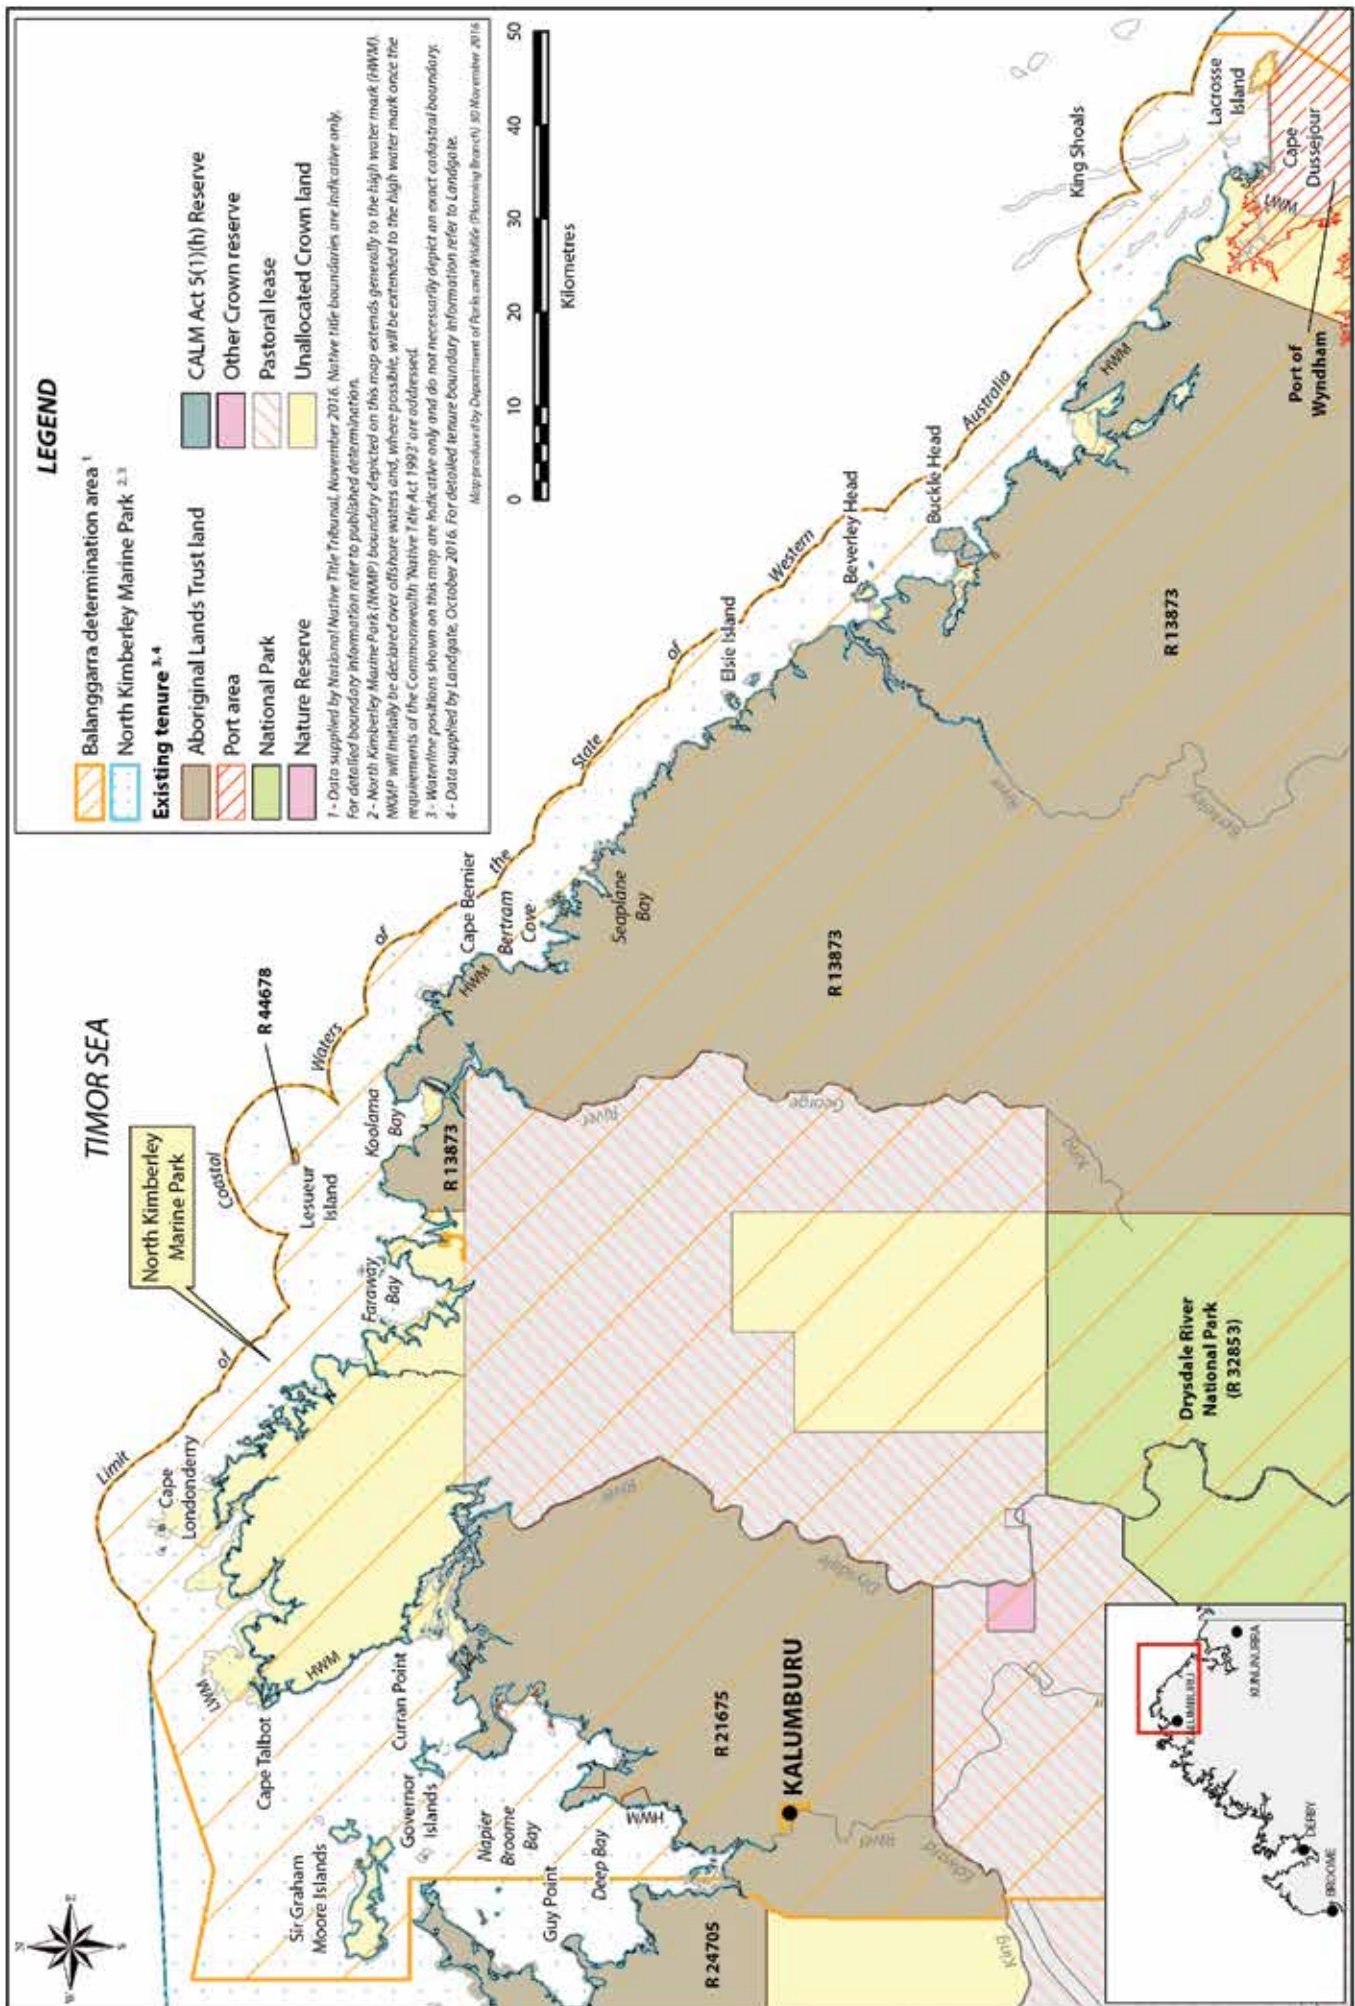 LEGEND
Balanggarra determination area 1
North Kimberley Marine Park 2,3
Existing tenure 3,4
Aboriginal Lands Trust land
Port area
National Park
Nature Reserve
CALM Act 5(1)(h) Reserve
Other Crown reserve
Pastoral lease
Unallocated Crown land
1 - Data supplied by National Native Title Tribunal, November 2016. Native title boundaries are indicative only.
For detailed boundary information refer to published determination.
2 - North Kimberley Marine Park (NKMP) boundary depicted on this map extends generally to the high water mark (HWM).
NKMP will initially be declared over offshore waters and, where possible, will be extended to the high water mark once the
requirements of the Commonwealth 'Native Title Act 1993' are addressed.
3 - Waterline positions shown on this map are indicative only and do not necessarily depict an exact cadastral boundary.
4 - Data supplied by Landgate, October 2016. For detailed tenure boundary information refer to Landgate.
Map produced by Department of Parks and Wildlife (Planning Branch) 30 November 2016
0 10 20 30 40 50
Kilometres
N
E
S
W
TIMOR SEA
North Kimberley
Marine Park
R 44678
Limit of Coastal Waters of the State of Western Australia
Cape
Londonderry
Lesueur
Island
Koolama
Bay
Faraway
Bay
Cape Bernier
Bertram
Cove
Seaplane
Bay
HWM
Elsie Island
Beverley Head
Buckle Head
HWM
King Shoals
Lacrosse
Island
Cape
Dussejour
LWM
Port of
Wyndham
LWM
HWM
Cape Talbot
Sir Graham
Moore Islands
Governor
Islands
Curran Point
Napier
Broome
Bay
Guy Point
Deep Bay
HWM
R 13873
R 13873
R 13873
R 21675
R 24705
KALUMBURU
Drysdale River
National Park
(R 32853)
Drysdale River
King George River
Berkeley River
King Edward River
KALUMBURU
KUNUNURRA
DERBY
BROOME